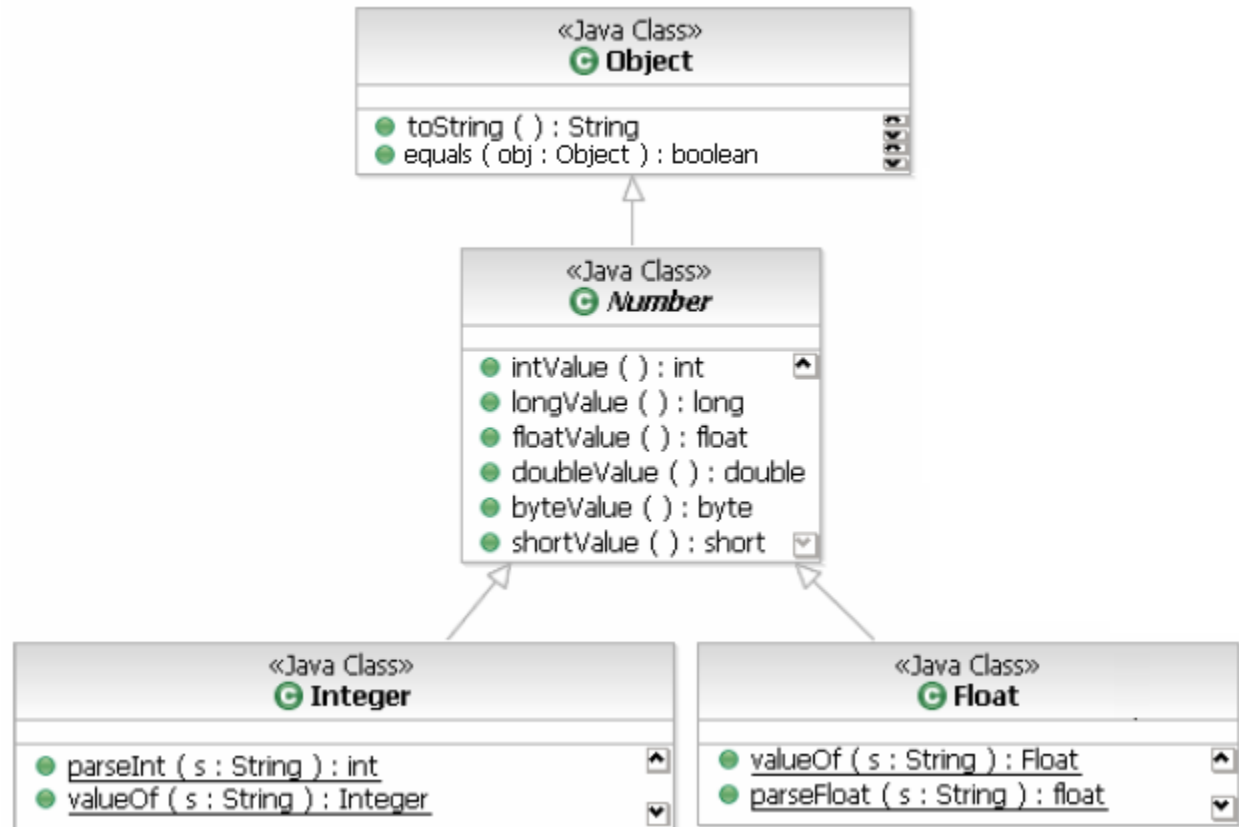 «Java Class»
C Object
toString ( ) : String
equals ( obj : Object ) : boolean
«Java Class»
C Number
intValue ( ) : int
longValue ( ) : long
floatValue ( ) : float
doubleValue ( ) : double
byteValue ( ) : byte
shortValue ( ) : short
«Java Class»
C Integer
parseInt ( s : String ) : int
valueOf ( s : String ) : Integer
«Java Class»
C Float
valueOf ( s : String ) : Float
parseFloat ( s : String ) : float